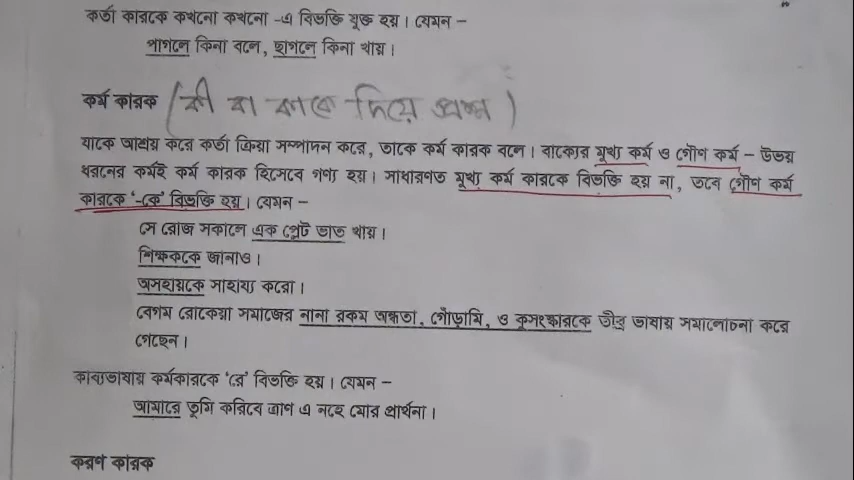 কর্তা কারকে কখনো কখনো -এ বিভক্তি যুক্ত হয়। যেমন –
পাগলে কিনা বলে, ছাগলে কিনা খায়।
কর্ম কারক (কী বা কাকে দিয়ে প্রশ্ন)
যাকে আশ্রয় করে কর্তা ক্রিয়া সম্পাদন করে, তাকে কর্ম কারক বলে। বাক্যের মুখ্য কর্ম ও গৌণ কর্ম – উভয়
ধরনের কর্মই কর্ম কারক হিসেবে গণ্য হয়। সাধারণত মুখ্য কর্ম কারকে বিভক্তি হয় না, তবে গৌণ কর্ম
কারকে ‘-কে’ বিভক্তি হয়। যেমন –
সে রোজ সকালে এক প্লেট ভাত খায়।
শিক্ষককে জানাও।
অসহায়কে সাহায্য করো।
বেগম রোকেয়া সমাজের নানা রকম অন্ধতা, গোঁড়ামি, ও কুসংস্কারকে তীব্র ভাষায় সমালোচনা করে
গেছেন।
কাব্যভাষায় কর্মকারকে ‘রে’ বিভক্তি হয়। যেমন –
আমারে তুমি করিবে ত্রাণ এ নহে মোর প্রার্থনা।
করণ কারক